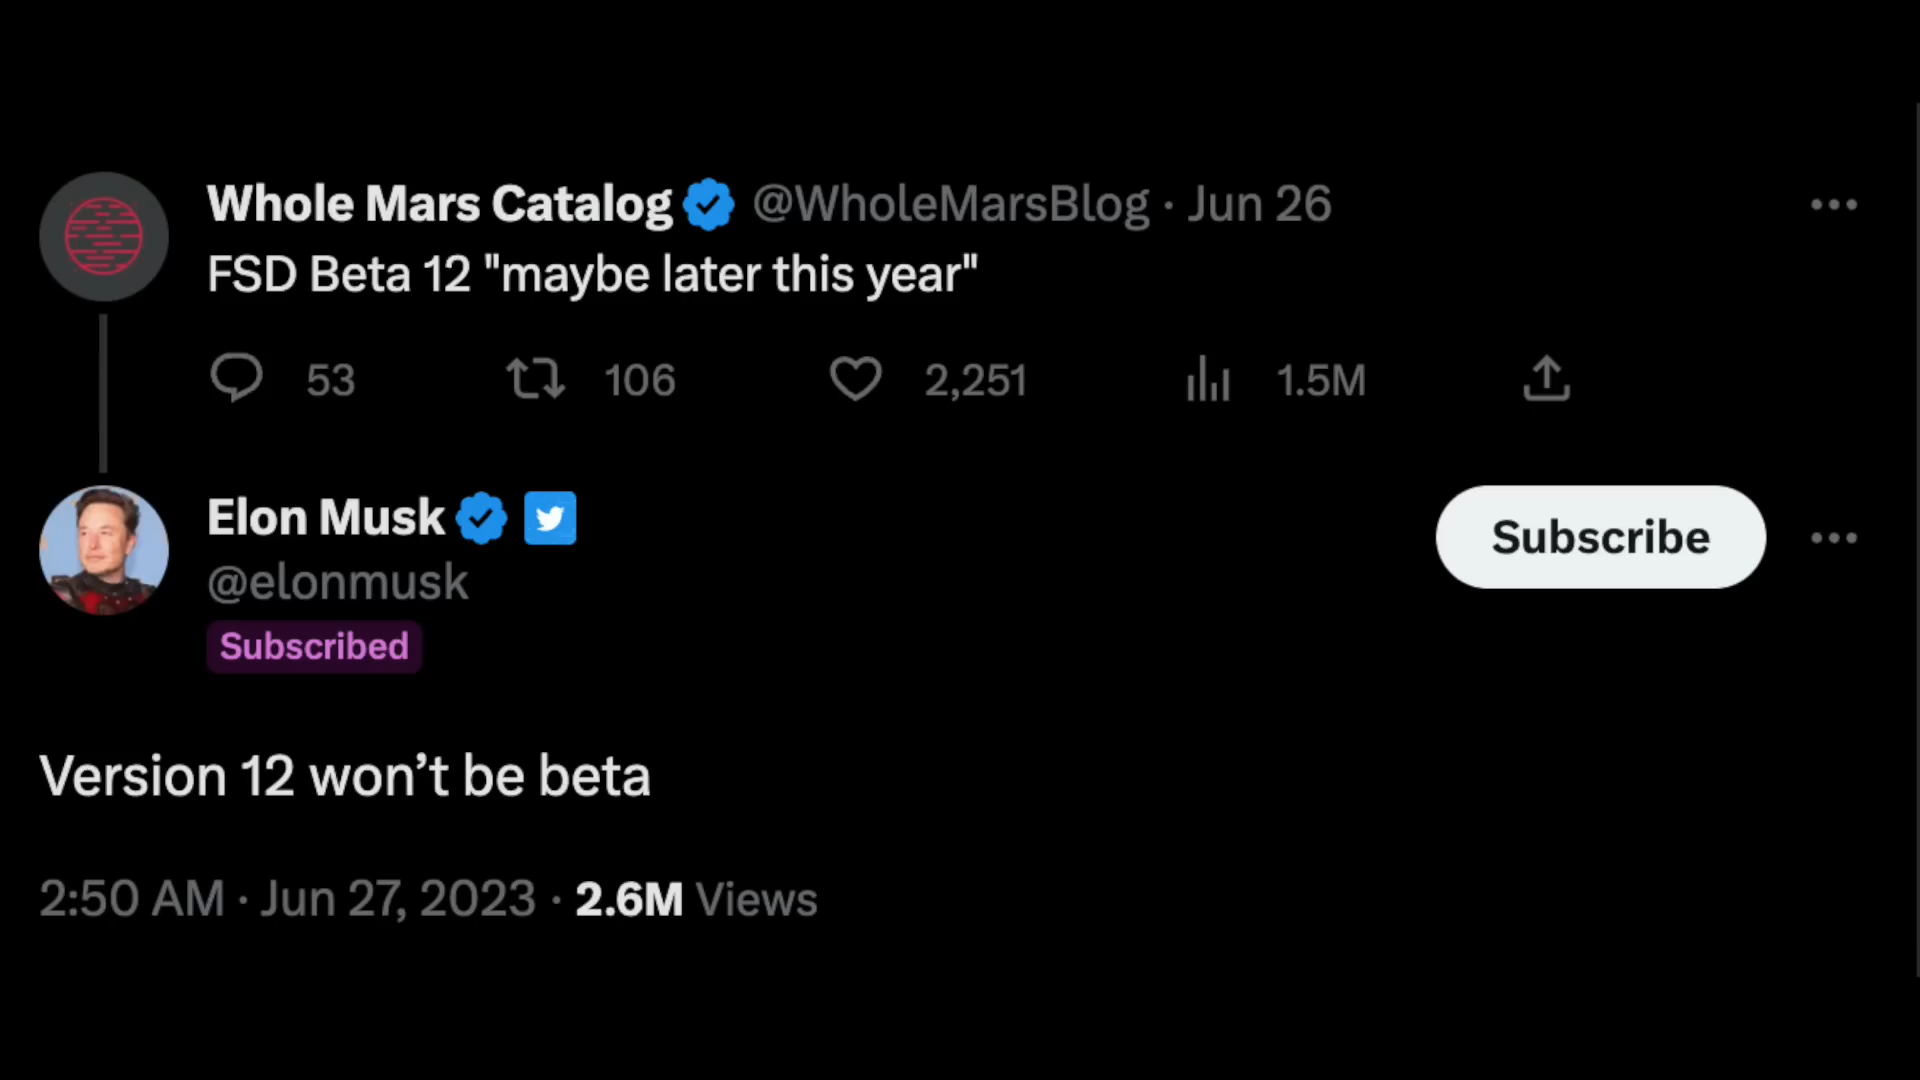 Whole Mars Catalog @WholeMarsBlog · Jun 26
FSD Beta 12 "maybe later this year"
53 106 2,251 1.5M
Elon Musk
Subscribe
@elonmusk
Subscribed
Version 12 won’t be beta
2:50 AM · Jun 27, 2023 · 2.6M Views